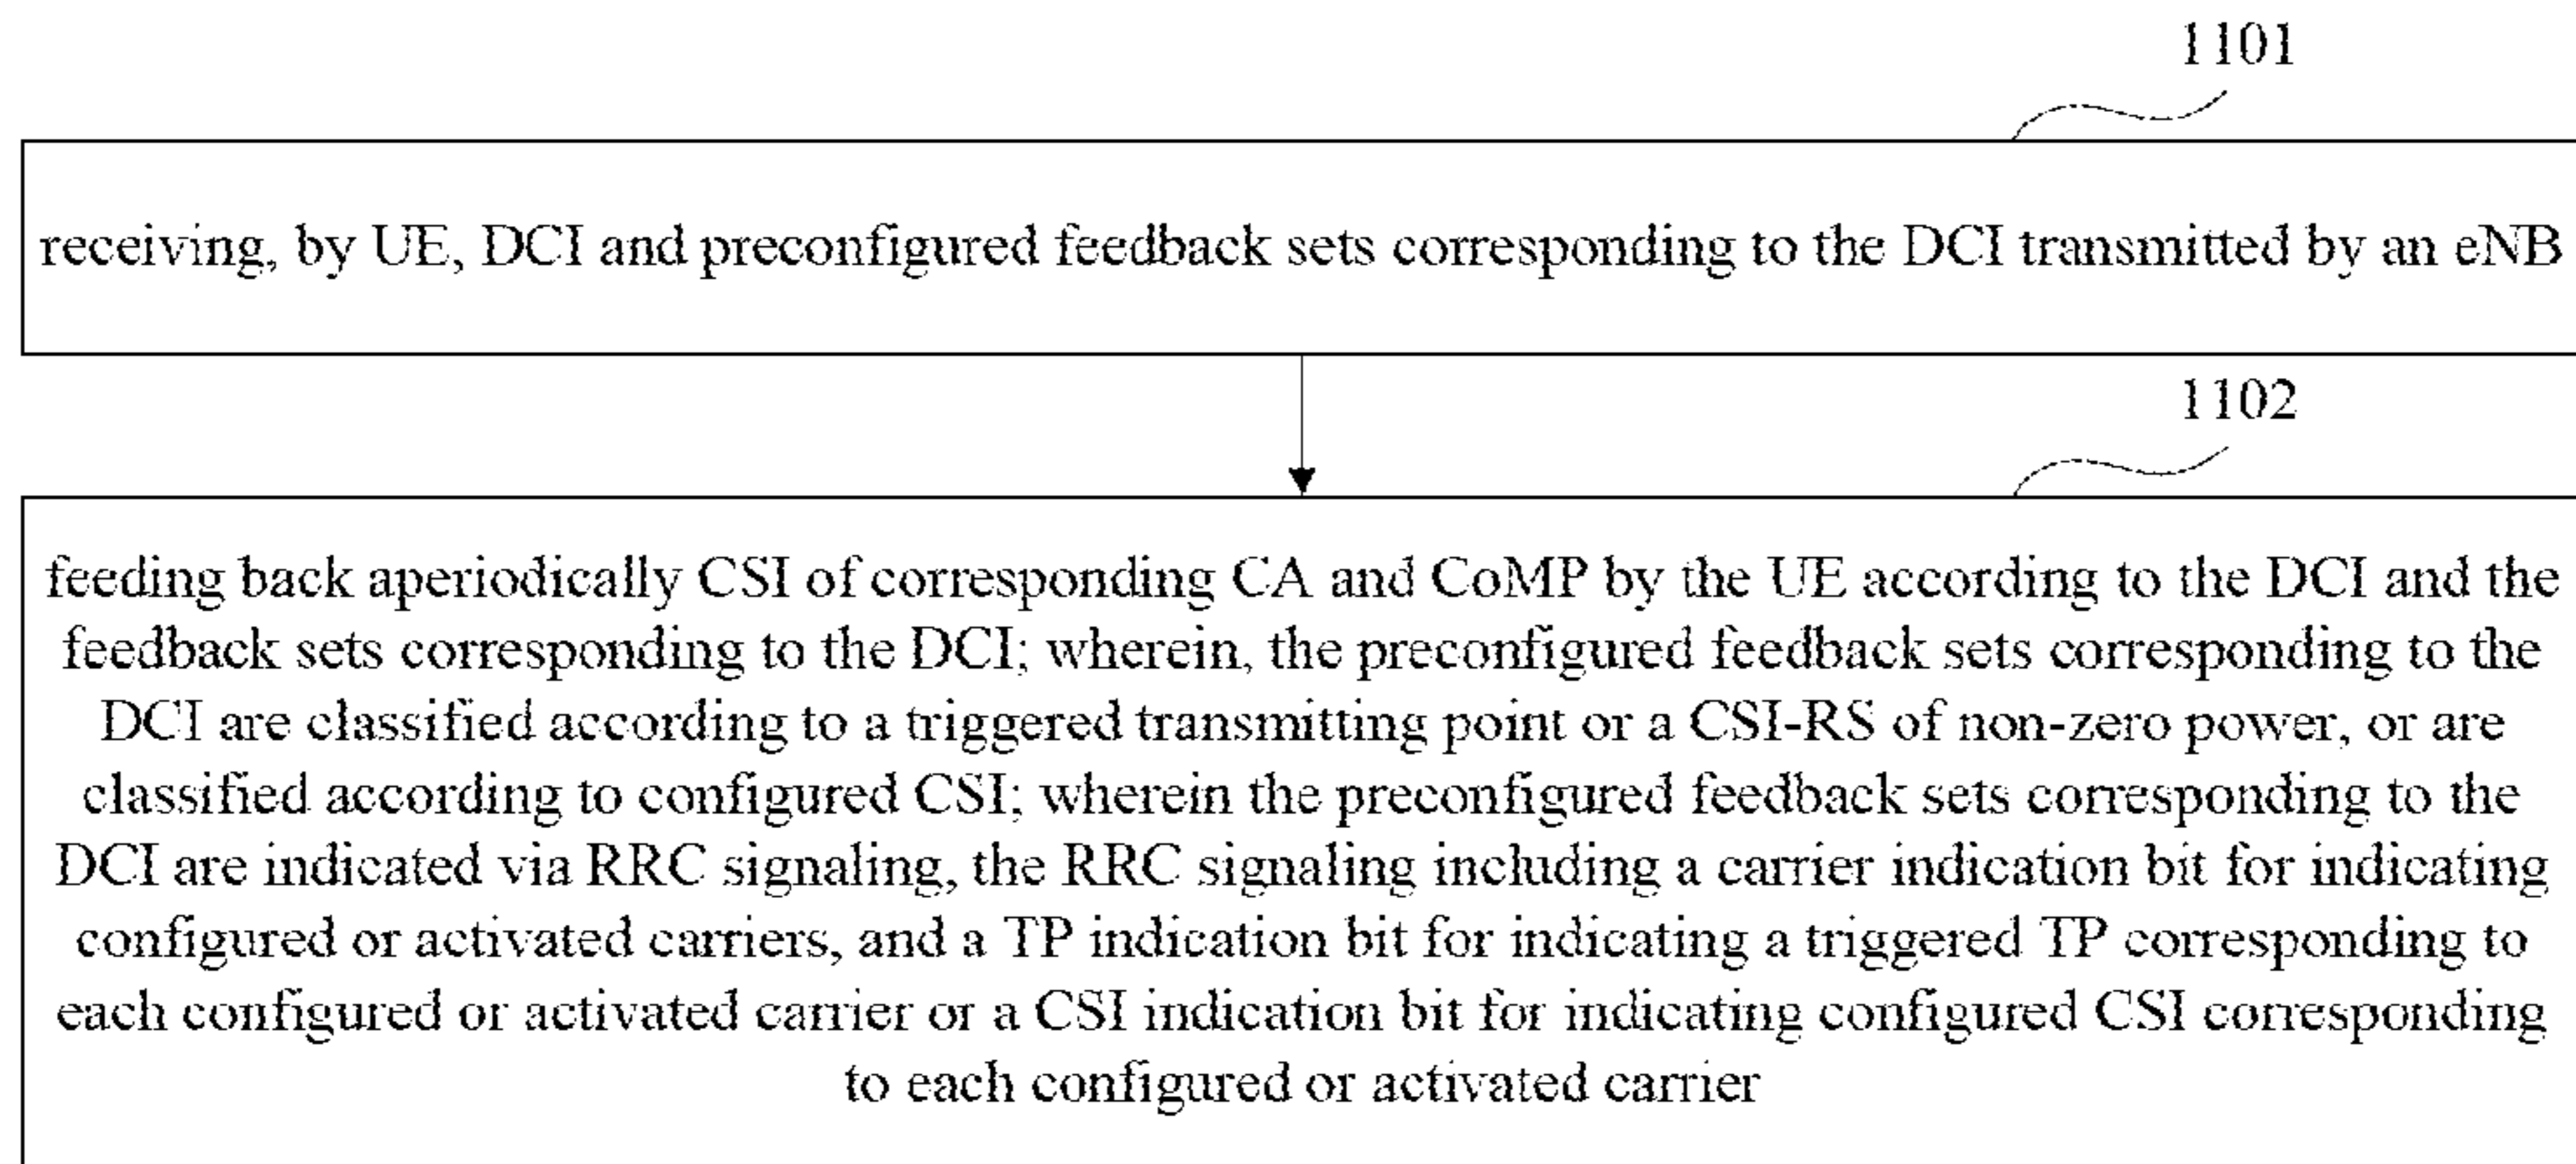 1101
receiving, by UE, DCI and preconfigured feedback sets corresponding to the DCI transmitted by an eNB
1102
feeding back aperiodically CSI of corresponding CA and CoMP by the UE according to the DCI and the
feedback sets corresponding to the DCI; wherein, the preconfigured feedback sets corresponding to the
DCI are classified according to a triggered transmitting point or a CSI-RS of non-zero power, or are
classified according to configured CSI; wherein the preconfigured feedback sets corresponding to the
DCI are indicated via RRC signaling, the RRC signaling including a carrier indication bit for indicating
configured or activated carriers, and a TP indication bit for indicating a triggered TP corresponding to
each configured or activated carrier or a CSI indication bit for indicating configured CSI corresponding
to each configured or activated carrier